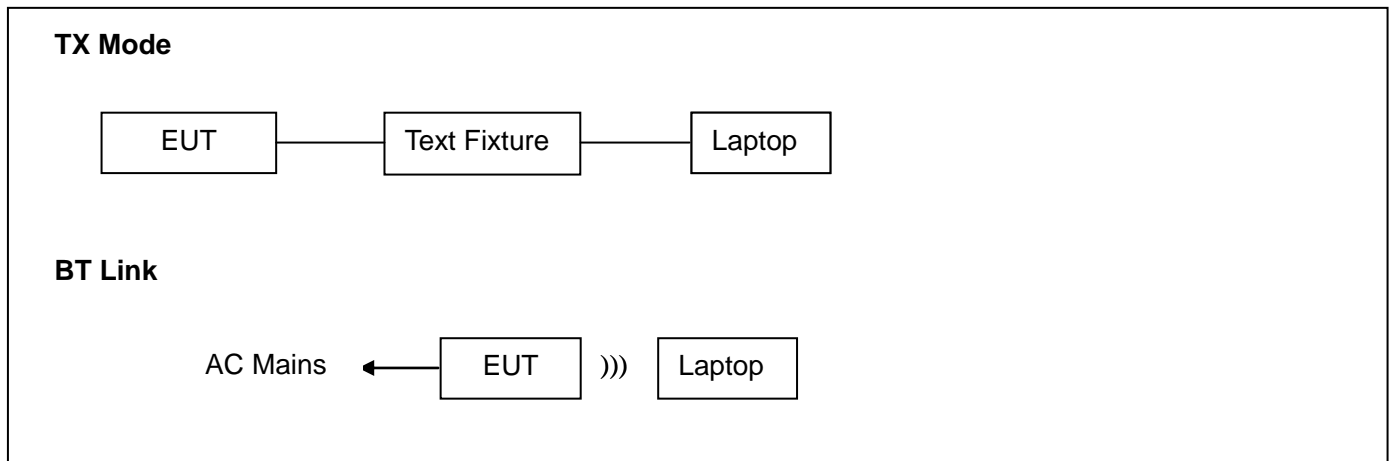 TX Mode
EUT Text Fixture Laptop
BT Link
AC Mains EUT ))) Laptop